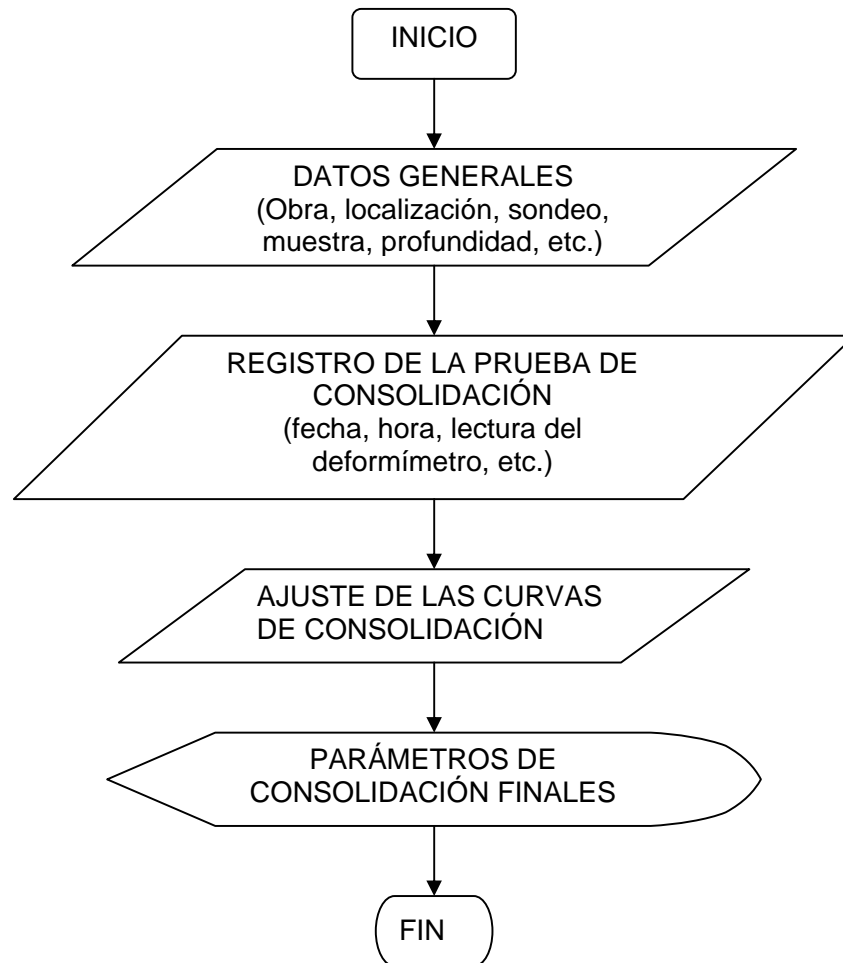 INICIO
DATOS GENERALES
(Obra, localización, sondeo,
muestra, profundidad, etc.)
REGISTRO DE LA PRUEBA DE
CONSOLIDACIÓN
(fecha, hora, lectura del
deformímetro, etc.)
AJUSTE DE LAS CURVAS
DE CONSOLIDACIÓN
PARÁMETROS DE
CONSOLIDACIÓN FINALES
FIN